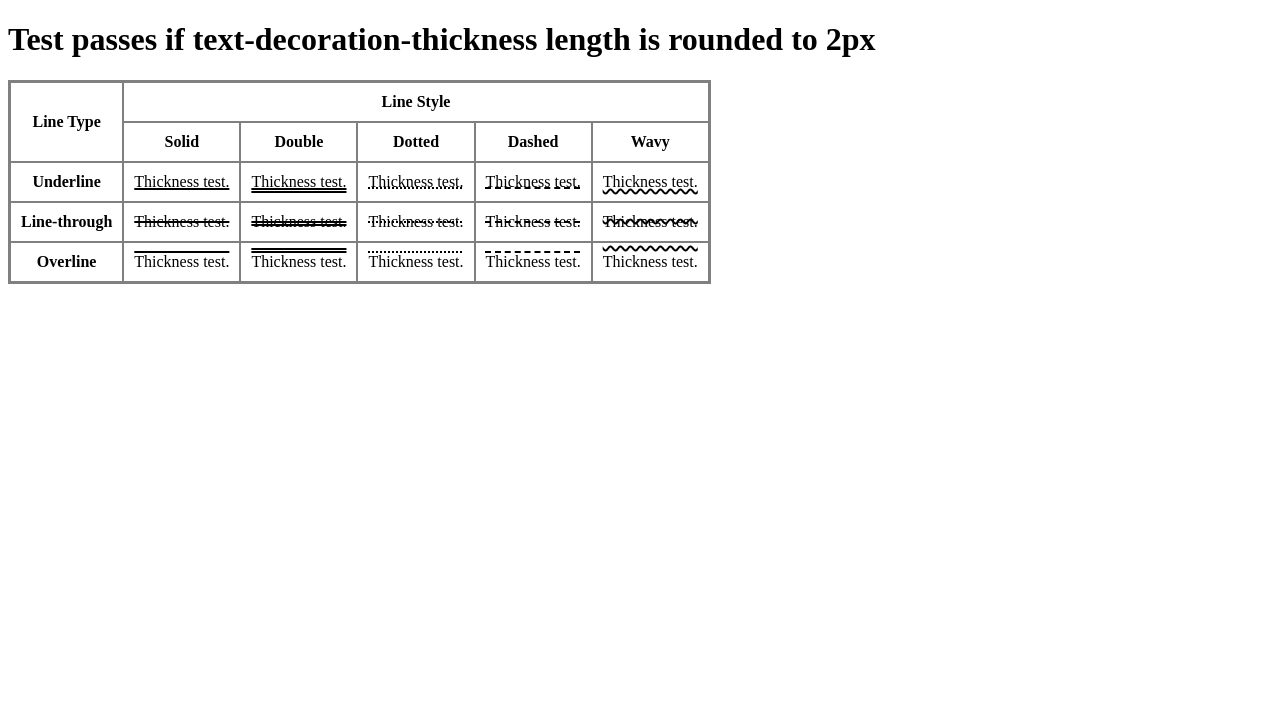 Test passes if text-decoration-thickness length is rounded to 2px
Line Type
Line Style
Solid Double Dotted Dashed Wavy
Underline Thickness test. Thickness test. Thickness test. Thickness test. Thickness test.
Line-through Thickness test. Thickness test. Thickness test. Thickness test. Thickness test.
Overline Thickness test. Thickness test. Thickness test. Thickness test. Thickness test.